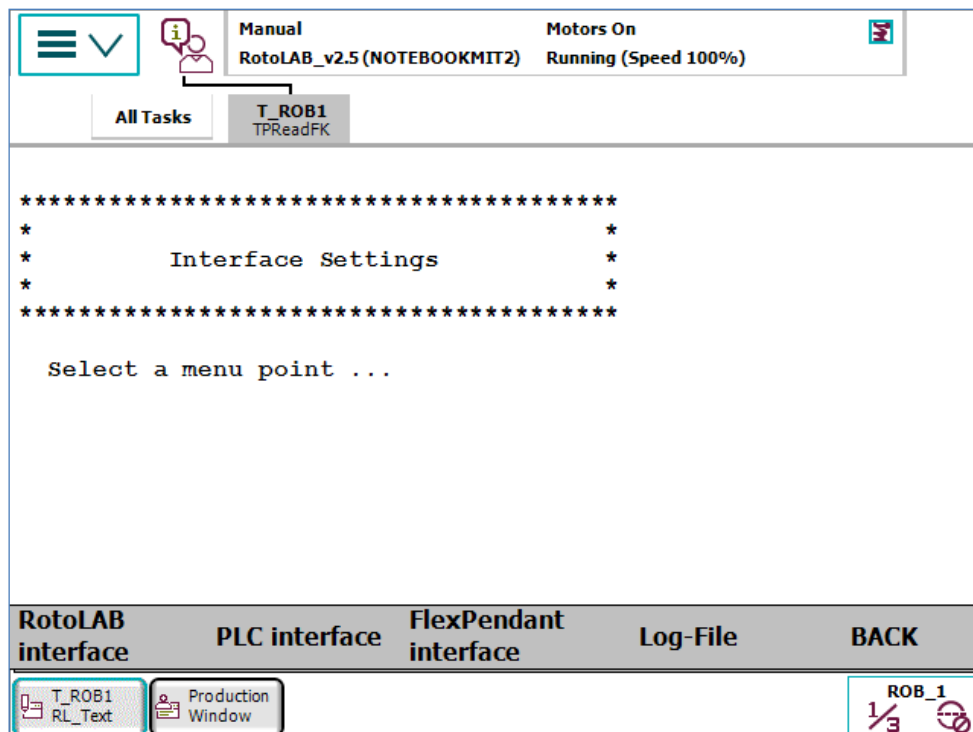 Manual Motors On
RotoLAB_v2.5 (NOTEBOOKMIT2) Running (Speed 100%)
All Tasks
T_ROB1
TPReadFK
****************************************
* *
* Interface Settings *
* *
****************************************
Select a menu point ...
RotoLAB interface
PLC interface
FlexPendant interface
Log-File
BACK
T_ROB1
RL_Text
Production
Window
ROB_1
1/3